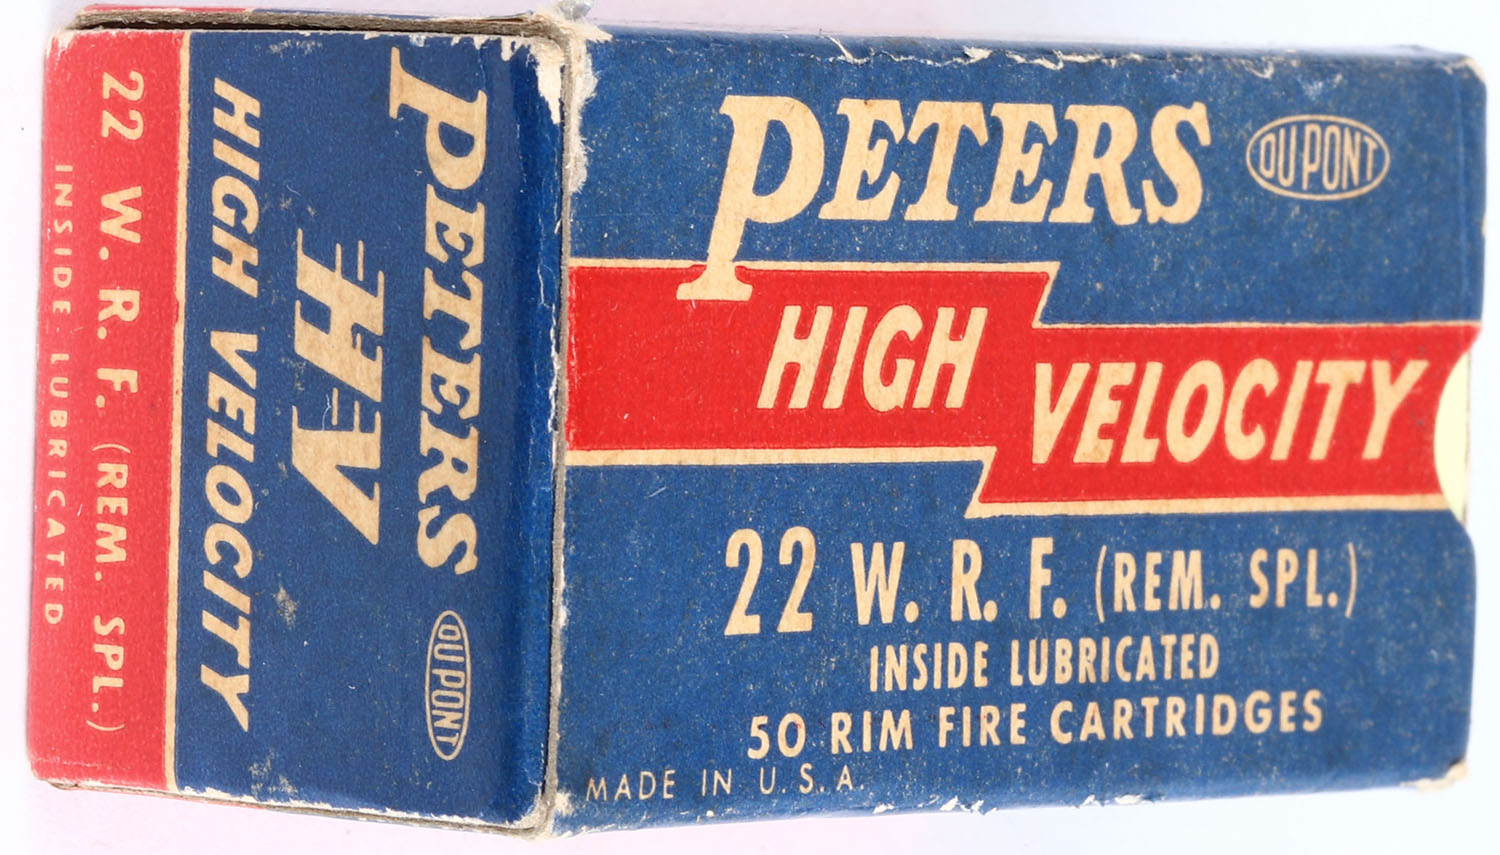 PETERS
DU PONT
HIGH
VELOCITY
22 W. R. F. (REM. SPL.)
INSIDE LUBRICATED
50 RIM FIRE CARTRIDGES
MADE IN U.S.A.
PETERS
DU PONT
HV
HIGH VELOCITY
22 W. R. F. (REM. SPL.)
INSIDE LUBRICATED